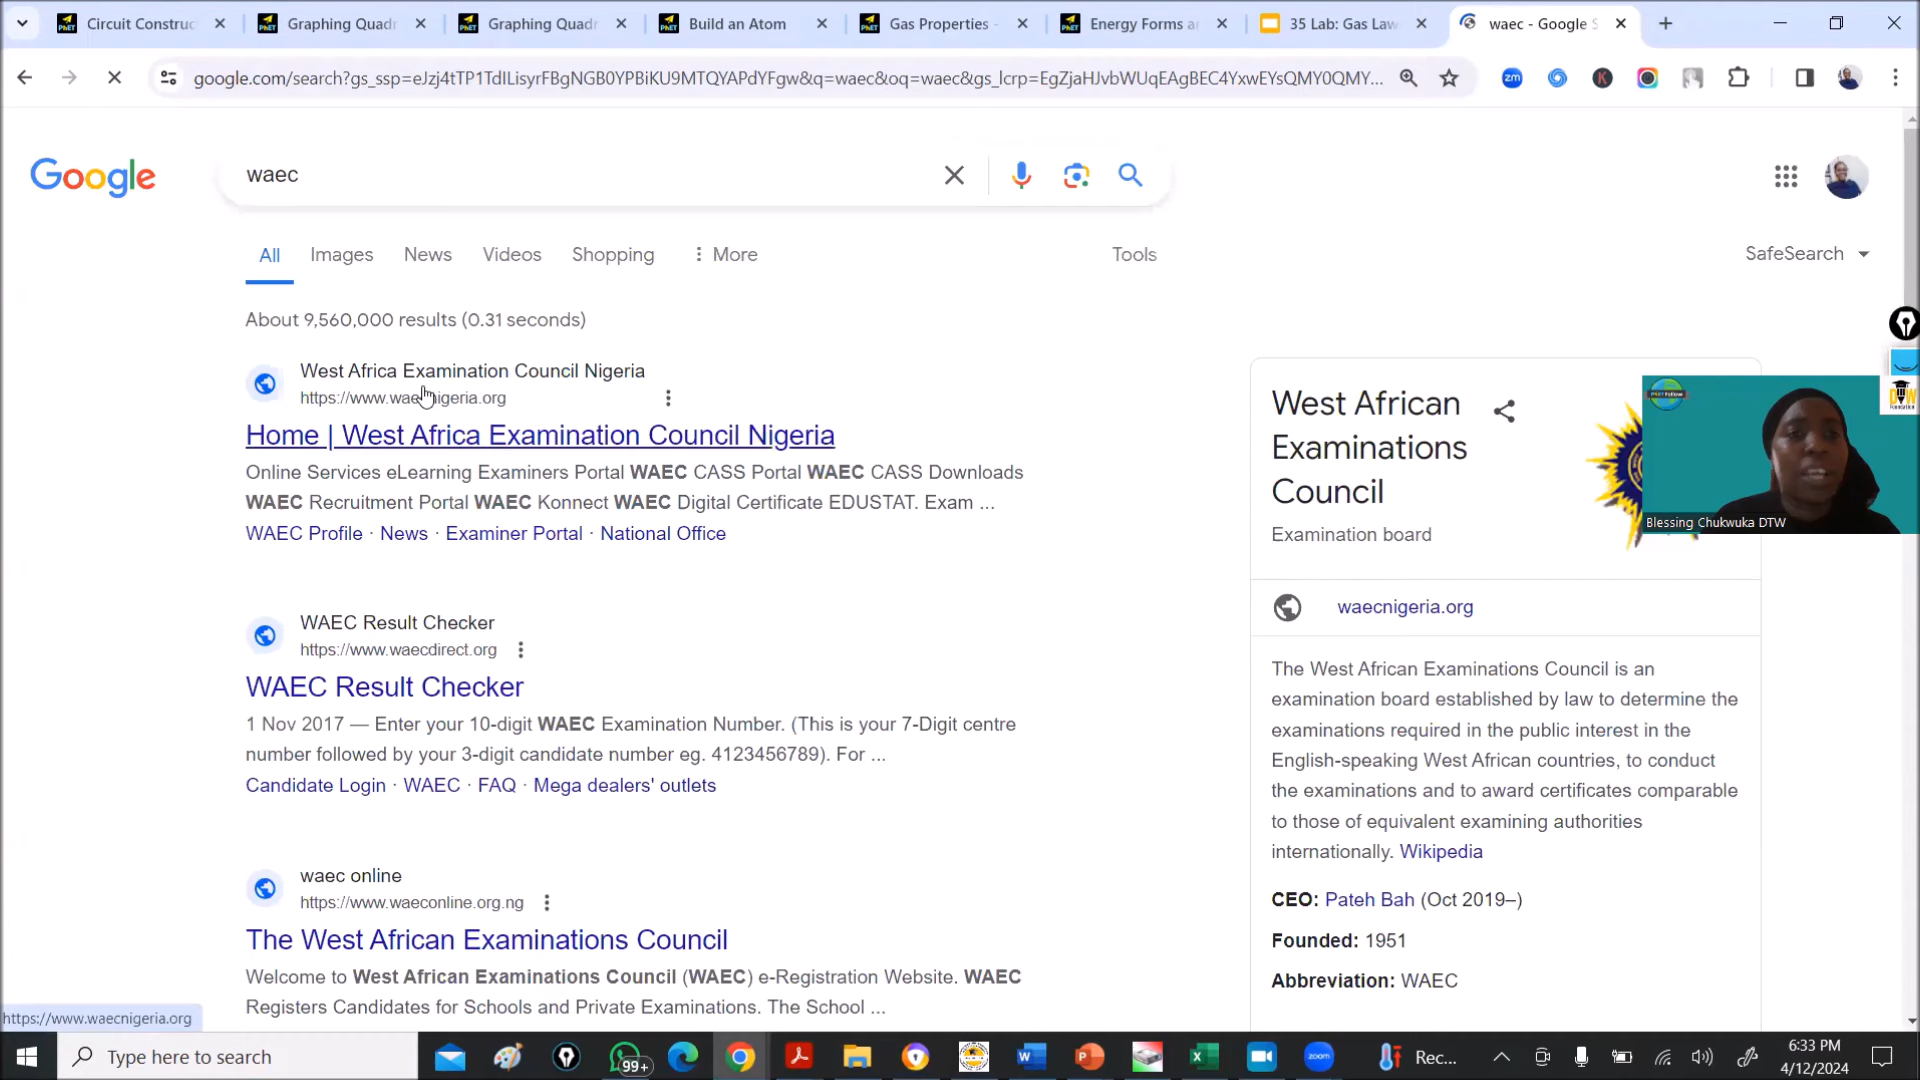 Circuit Construc
Graphing Quadr
Graphing Quadr
Build an Atom
Gas Properties -
Energy Forms a
35 Lab: Gas Law
waec - Google S
google.com/search?gs_ssp=eJzj4tTP1TdILisyrFBgNGB0YPBiKU9MTQYAPdYFgw&q=waec&oq=waec&gs_lcrp=EgZjaHJvbWUqEAgBEC4YxwEYsQMY0QMY...
Google
waec
All Images News Videos Shopping More Tools SafeSearch
About 9,560,000 results (0.31 seconds)
West Africa Examination Council Nigeria
Home | West Africa Examination Council Nigeria
Online Services eLearning Examiners Portal WAEC CASS Portal WAEC CASS Downloads
WAEC Recruitment Portal WAEC Konnect WAEC Digital Certificate EDUSTAT. Exam ...
WAEC Profile · News · Examiner Portal · National Office
WAEC Result Checker
https://www.waecdirect.org
WAEC Result Checker
1 Nov 2017 — Enter your 10-digit WAEC Examination Number. (This is your 7-Digit centre
number followed by your 3-digit candidate number eg. 4123456789). For ...
Candidate Login · WAEC · FAQ · Mega dealers' outlets
waec online
https://www.waeconline.org.ng
The West African Examinations Council
Welcome to West African Examinations Council (WAEC) e-Registration Website. WAEC
Registers Candidates for Schools and Private Examinations. The School ...
West African
Examinations
Council
Examination board
Blessing Chukwuka DTW
waecnigeria.org
The West African Examinations Council is an
examination board established by law to determine the
examinations required in the public interest in the
English-speaking West African countries, to conduct
the examinations and to award certificates comparable
to those of equivalent examining authorities
internationally. Wikipedia
CEO: Pateh Bah (Oct 2019–)
Founded: 1951
Abbreviation: WAEC
https://www.waecnigeria.org
Type here to search
99+
zoom
Rec...
6:33 PM
4/12/2024